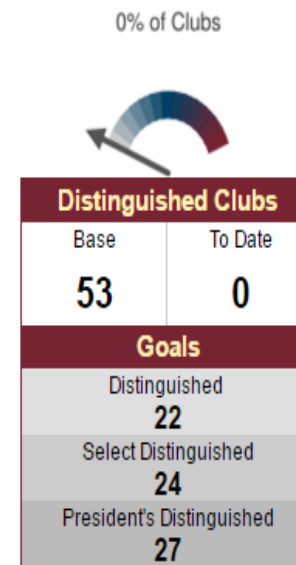 0% of Clubs
Distinguished Clubs
Base To Date
53 0
Goals
Distinguished
22
Select Distinguished
24
President's Distinguished
27